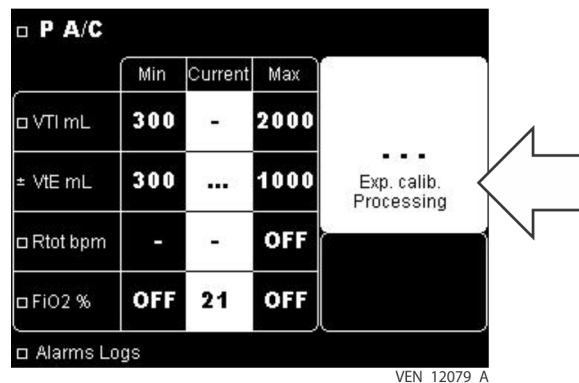 P A/C
Min Current Max
VTI mL 300 - 2000
± VtE mL 300 ... 1000
Rtot bpm - - OFF
FiO2 % OFF 21 OFF
...
Exp. calib.
Processing
Alarms Logs
VEN 12079 A